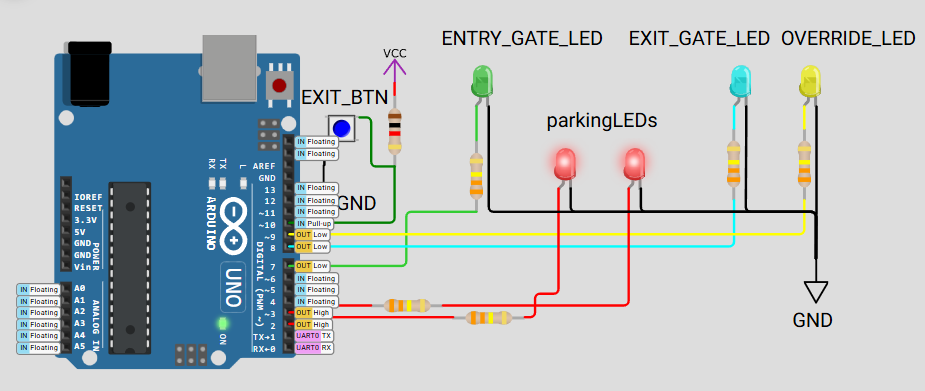 ENTRY_GATE_LED
EXIT_GATE_LED
OVERRIDE_LED
VCC
EXIT_BTN
parkingLEDs
GND
GND
RX
TX
L
ARDUINO
UNO
ON
AREF
GND
13
12
~11
~10
~9
8
7
~6
~5
4
~3
2
TX→1
RX←0
DIGITAL (PWM ~)
IOREF
RESET
3.3V
5V
GND
GND
Vin
POWER
A0
A1
A2
A3
A4
A5
ANALOG IN
IN Floating
IN Floating
IN Floating
IN Floating
IN Floating
IN Pull-up
OUT Low
OUT Low
OUT Low
IN Floating
IN Floating
IN Floating
OUT High
OUT High
UART0 TX
UART0 RX
IN Floating
IN Floating
IN Floating
IN Floating
IN Floating
IN Floating